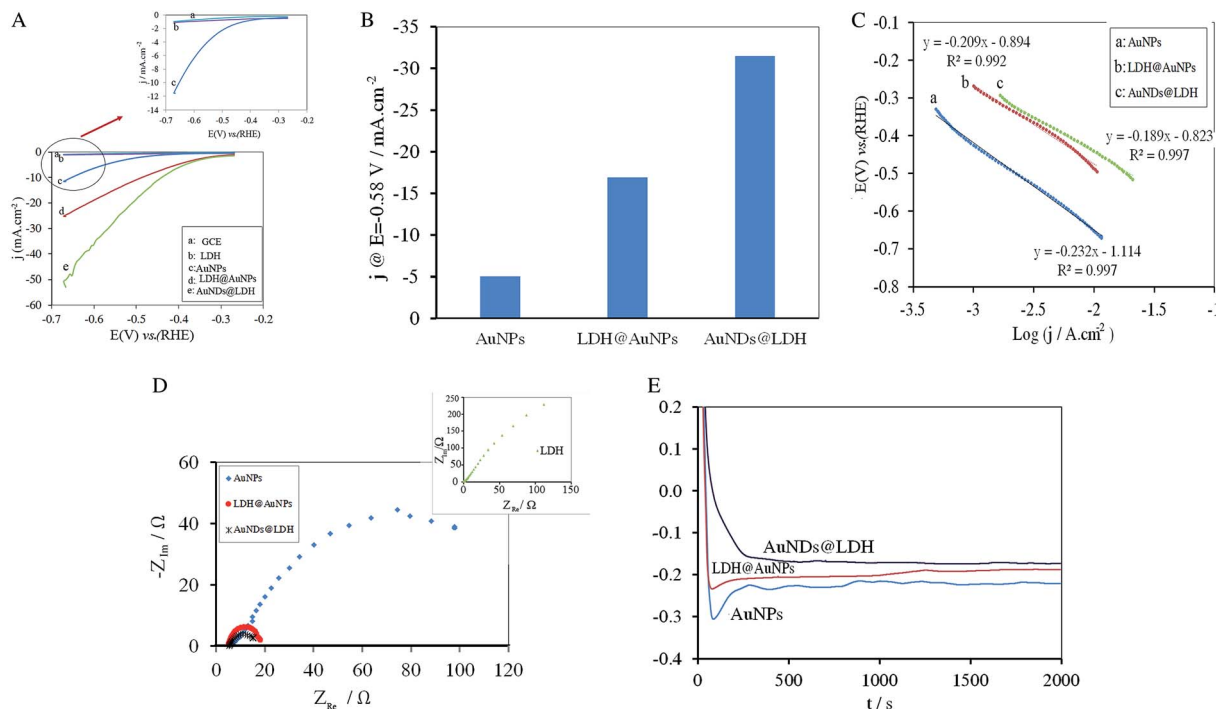 A
a
b
c
0
-2
-4
-6
-8
-10
-12
-14
j / mA.cm⁻²
-0.7
-0.6
-0.5
-0.4
-0.3
-0.2
E(V) vs.(RHE)
0
-10
-20
-30
-40
-50
-60
j (mA.cm⁻²)
a
b
c
d
e
a: GCE
b: LDH
c: AuNPs
d: LDH@AuNPs
e: AuNDs@LDH
-0.7
-0.6
-0.5
-0.4
-0.3
-0.2
E(V) vs.(RHE)
B
j @ E=-0.58 V / mA.cm⁻²
-35
-30
-25
-20
-15
-10
-5
0
AuNPs
LDH@AuNPs
AuNDs@LDH
C
E(V) vs.(RHE)
-0.1
-0.2
-0.3
-0.4
-0.5
-0.6
-0.7
-0.8
y = -0.209x - 0.894
R² = 0.992
a: AuNPs
b: LDH@AuNPs
c: AuNDs@LDH
a
b
c
y = -0.189x - 0.823
R² = 0.997
y = -0.232x - 1.114
R² = 0.997
-3.5
-3
-2.5
-2
-1.5
-1
Log (j / A.cm²)
D
-Z_Im / Ω
60
40
20
0
AuNPs
LDH@AuNPs
AuNDs@LDH
0
20
40
60
80
100
120
Z_Re / Ω
250
200
150
100
50
0
Z_Im/Ω
LDH
0
50
100
150
Z_Re / Ω
E
0.2
0.1
0.0
-0.1
-0.2
-0.3
-0.4
AuNDs@LDH
LDH@AuNPs
AuNPs
0
500
1000
1500
2000
t / s